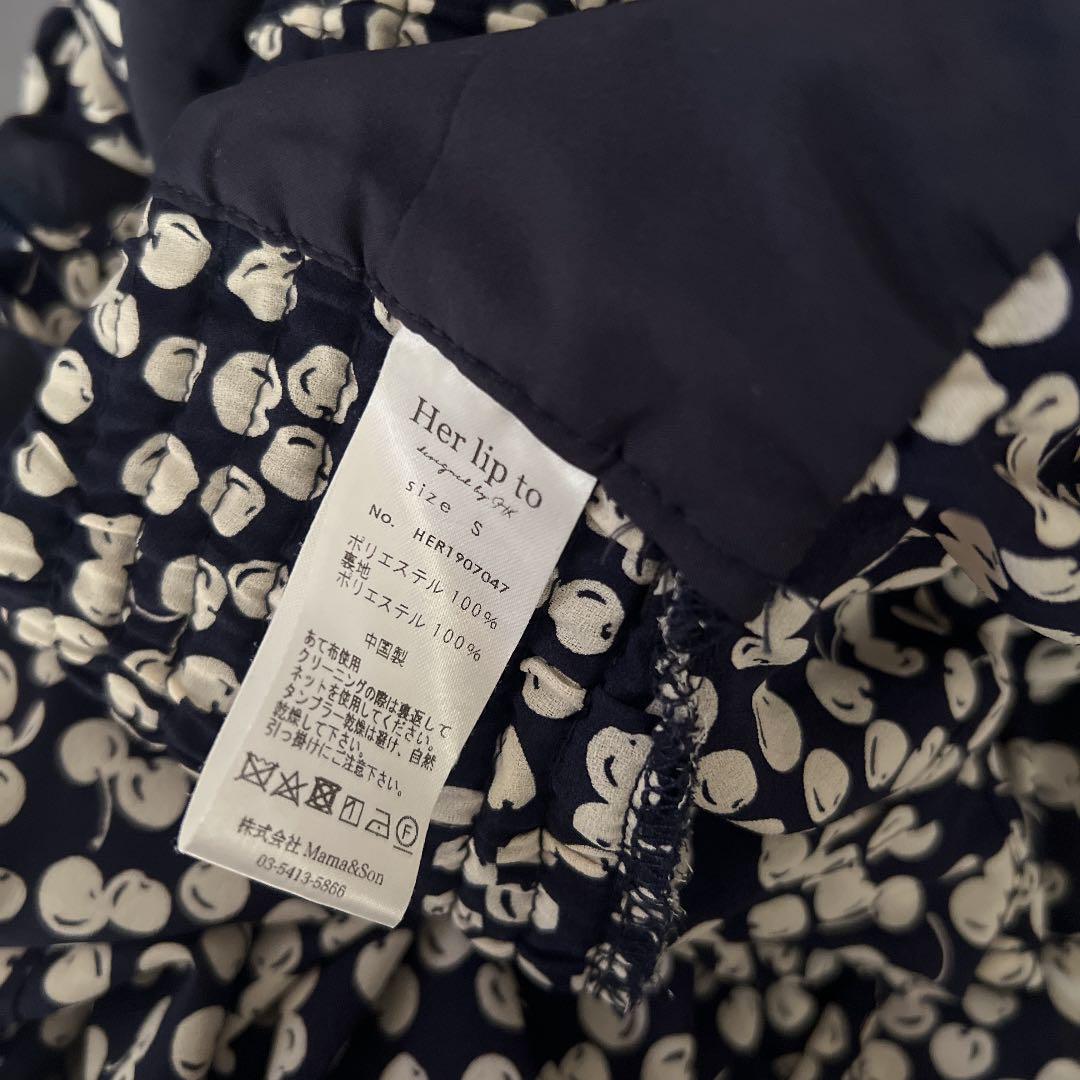 Her lip to
designed by
size S
No. HER1907047
ポリエステル 100%
裏地
ポリエステル 100%
中国製
あて布使用
クリーニングの際は裏返して
ネットを使用してください。
タンブラー乾燥は避け、自然
乾燥して下さい。
引っ掛けにご注意下さい。
F
株式会社 Mama&Son
03-5413-5866